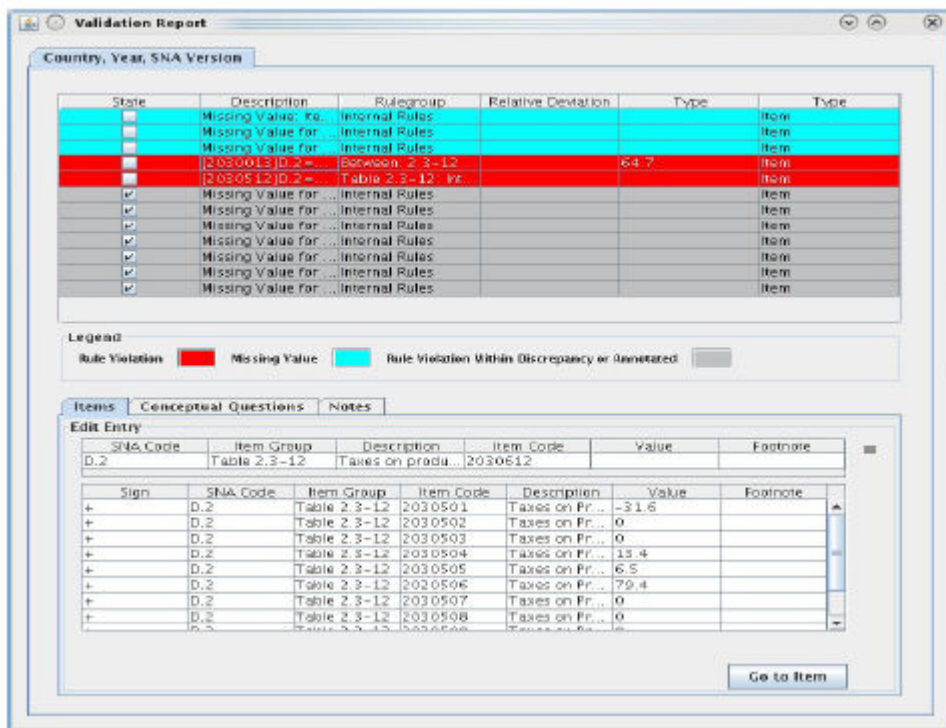 Validation Report
Country, Year, SNA Version
State Description Rulegroup Relative Deviation Type Type
Missing Value: Re... Internal Rules Item
Missing Value for ... Internal Rules Item
Missing Value for ... Internal Rules Item
[2030013]D.2=... Between: 2.3-12 64.7 Item
[2030512]D.2=... Table 2.3-12: Int... Item
Missing Value for ... Internal Rules Item
Missing Value for ... Internal Rules Item
Missing Value for ... Internal Rules Item
Missing Value for ... Internal Rules Item
Missing Value for ... Internal Rules Item
Missing Value for ... Internal Rules Item
Missing Value for ... Internal Rules Item
Legend
Rule Violation Missing Value Rule Violation Within Discrepancy or Annotated
Items Conceptual Questions Notes
Edit Entry
SNA Code Item Group Description Item Code Value Footnote
D.2 Table 2.3-12 Taxes on produ... 2030612
Sign SNA Code Item Group Item Code Description Value Footnote
+ D.2 Table 2.3-12 2030501 Taxes on Pr... -31.6
+ D.2 Table 2.3-12 2030502 Taxes on Pr... 0
+ D.2 Table 2.3-12 2030503 Taxes on Pr... 0
+ D.2 Table 2.3-12 2030504 Taxes on Pr... 13.4
+ D.2 Table 2.3-12 2030505 Taxes on Pr... 6.5
+ D.2 Table 2.3-12 2020506 Taxes on Pr... 79.4
+ D.2 Table 2.3-12 2030507 Taxes on Pr... 0
+ D.2 Table 2.3-12 2030508 Taxes on Pr... 0
Go to Item